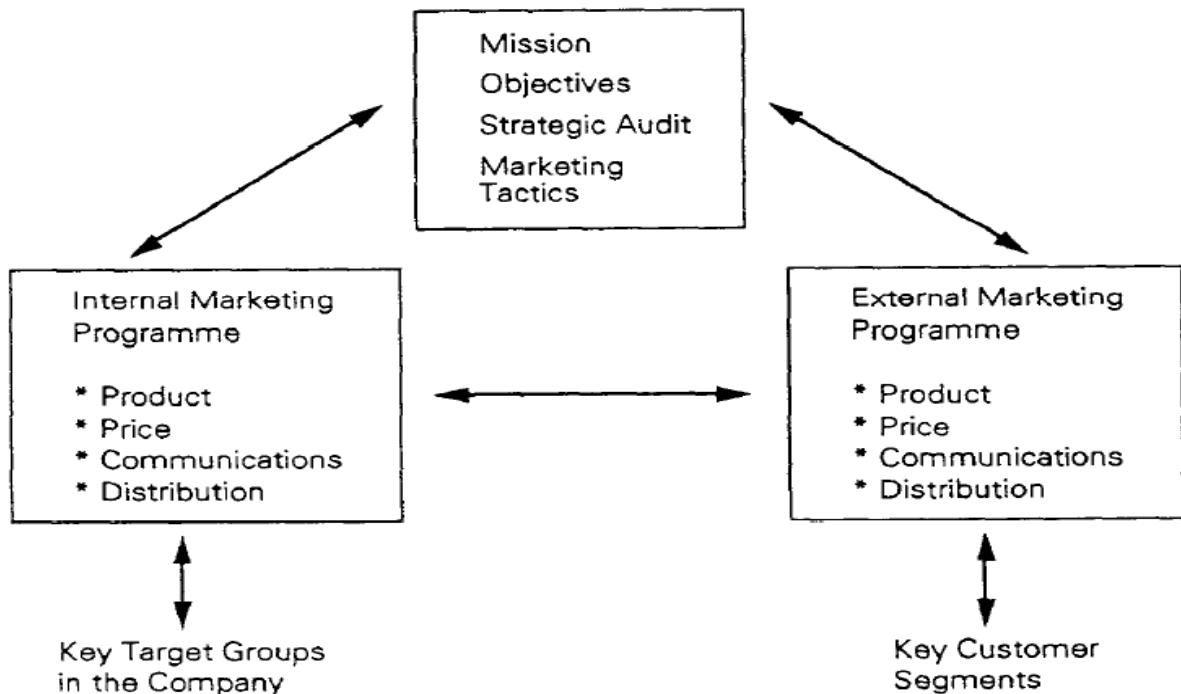 Mission
Objectives
Strategic Audit
Marketing
Tactics
Internal Marketing
Programme
* Product
* Price
* Communications
* Distribution
External Marketing
Programme
* Product
* Price
* Communications
* Distribution
Key Target Groups
in the Company
Key Customer
Segments